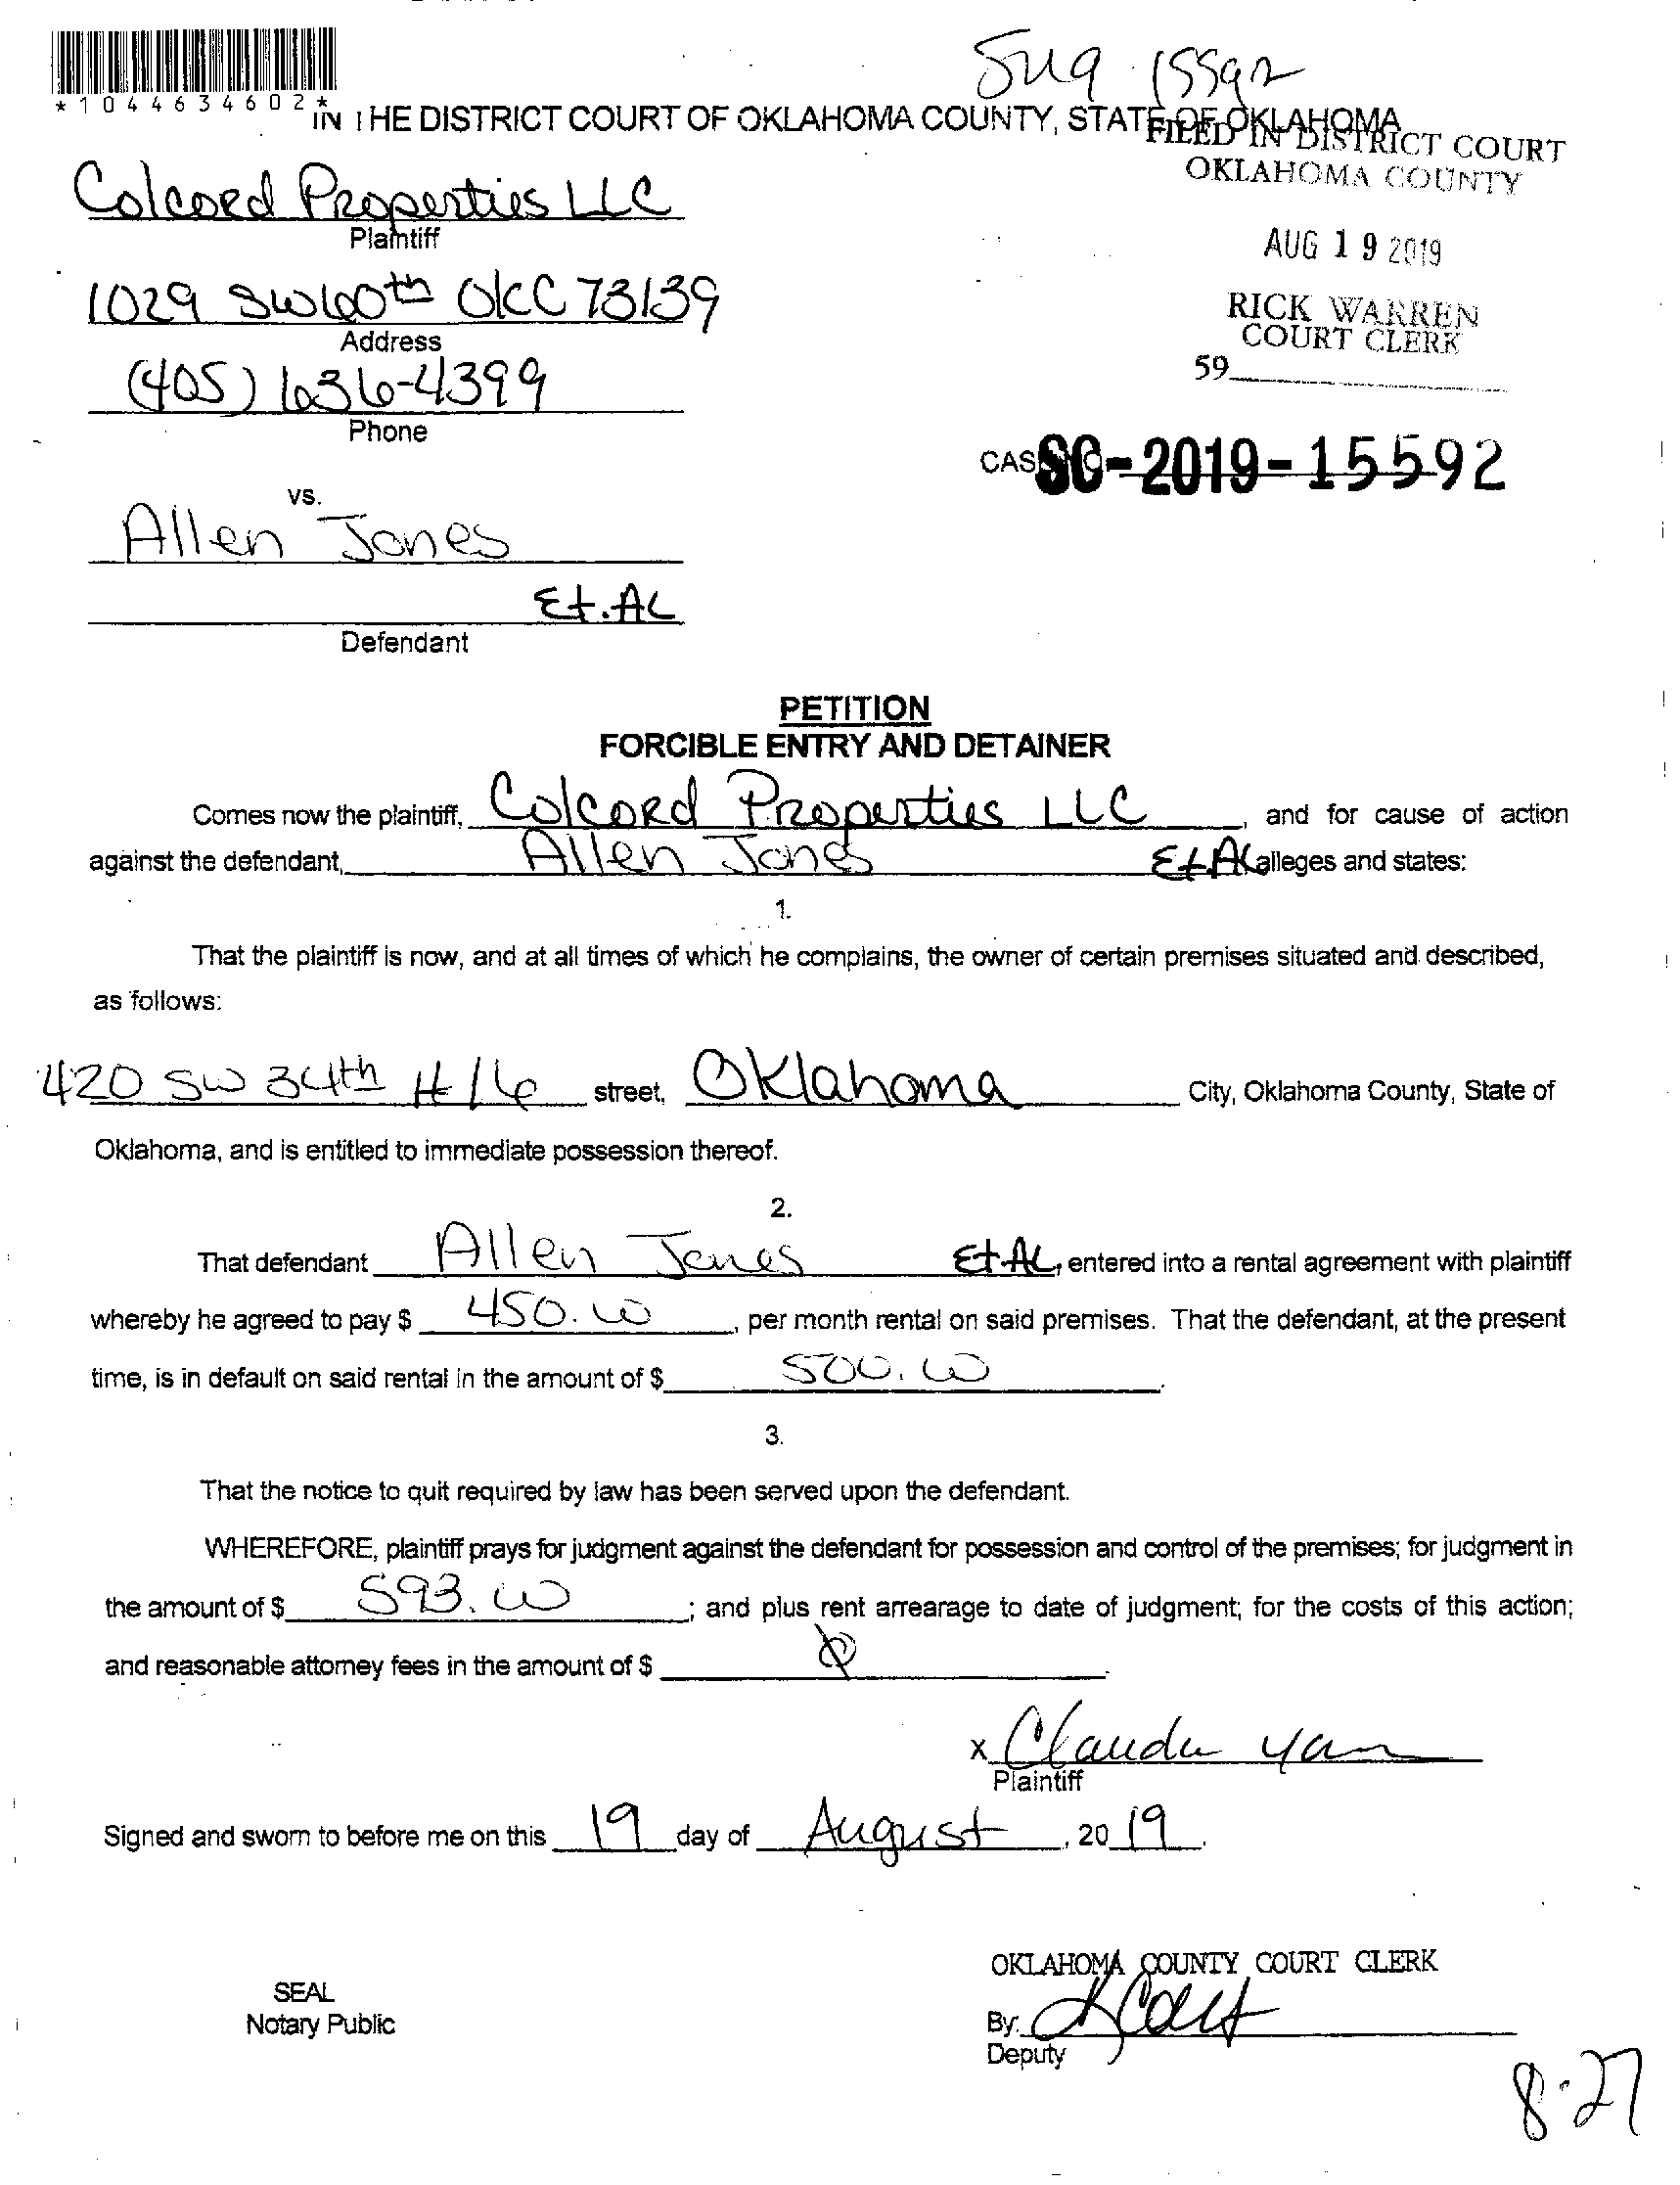 *1044634602*
IN THE DISTRICT COURT OF OKLAHOMA COUNTY, STATE OF OKLAHOMA
FILED IN DISTRICT COURT
OKLAHOMA COUNTY
Colcord Properties LLC
Plaintiff
AUG 19 2019
1029 SW 60th OKC 73139
Address
RICK WARREN
COURT CLERK
(405) 636-4399
59
Phone
CAS SC-2019-15592
vs.
Allen Jones
Et. AL
Defendant
PETITION
FORCIBLE ENTRY AND DETAINER
Comes now the plaintiff, Colcord Properties LLC, and for cause of action
against the defendant, Allen Jones Et AL alleges and states:
1.
That the plaintiff is now, and at all times of which he complains, the owner of certain premises situated and described,
as follows:
420 SW 34th #16 street, Oklahoma City, Oklahoma County, State of
Oklahoma, and is entitled to immediate possession thereof.
2.
That defendant Allen Jones Et AL, entered into a rental agreement with plaintiff
whereby he agreed to pay $ 450.00, per month rental on said premises. That the defendant, at the present
time, is in default on said rental in the amount of $ 500.00.
3.
That the notice to quit required by law has been served upon the defendant.
WHEREFORE, plaintiff prays for judgment against the defendant for possession and control of the premises; for judgment in
the amount of $ 593.00; and plus rent arrearage to date of judgment; for the costs of this action;
and reasonable attorney fees in the amount of $
x
Plaintiff
Signed and sworn to before me on this 19 day of August, 2019.
OKLAHOMA COUNTY COURT CLERK
SEAL
Notary Public
By:
Deputy
8:27